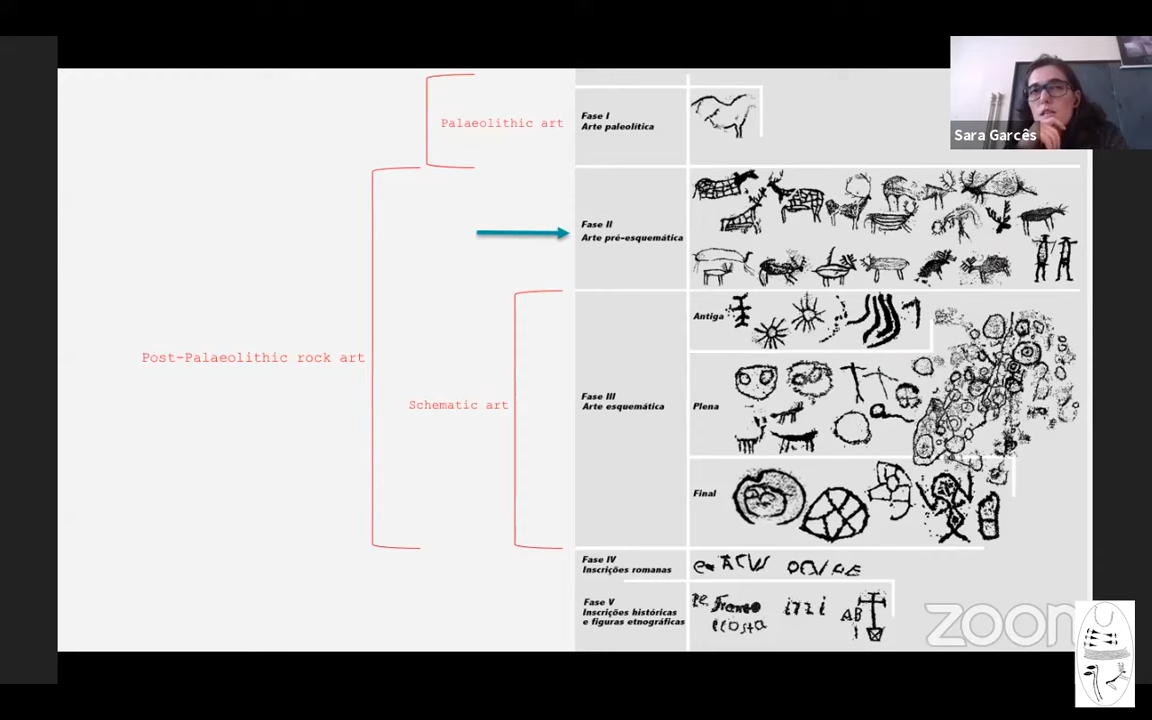 Sara Garcês
Palaeolithic art
Fase I
Arte paleolítica
Fase II
Arte pré-esquemática
Post-Palaeolithic rock art
Schematic art
Fase III
Arte esquemática
Antiga
Plena
Final
Fase IV
Inscrições romanas
Fase V
Inscrições históricas
e figuras etnográficas
AB
zoom